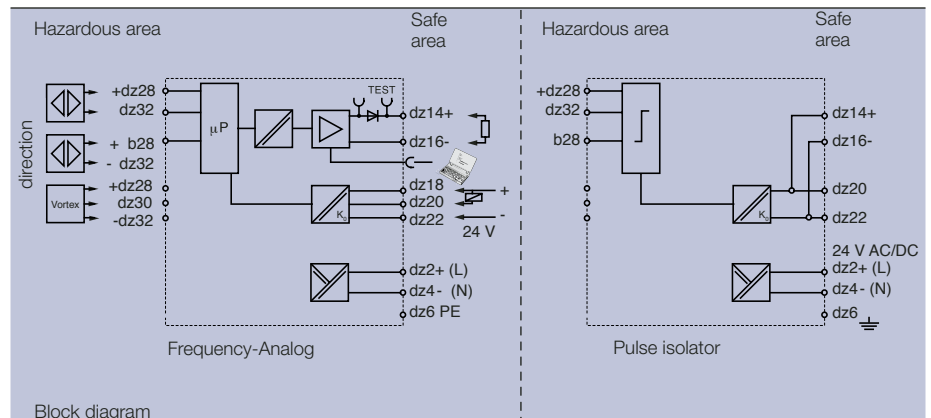 Hazardous area
Safe area
Hazardous area
Safe area
direction
+dz28
dz32
+ b28
- dz32
Vortex
+dz28
dz30
-dz32
µP
TEST
dz14+
dz16-
dz18
dz20
dz22
+
-
24 V
K0
dz2+ (L)
dz4- (N)
dz6 PE
Frequency-Analog
+dz28
dz32
b28
dz14+
dz16-
dz20
dz22
K0
24 V AC/DC
dz2+ (L)
dz4- (N)
dz6
Pulse isolator
Block diagram